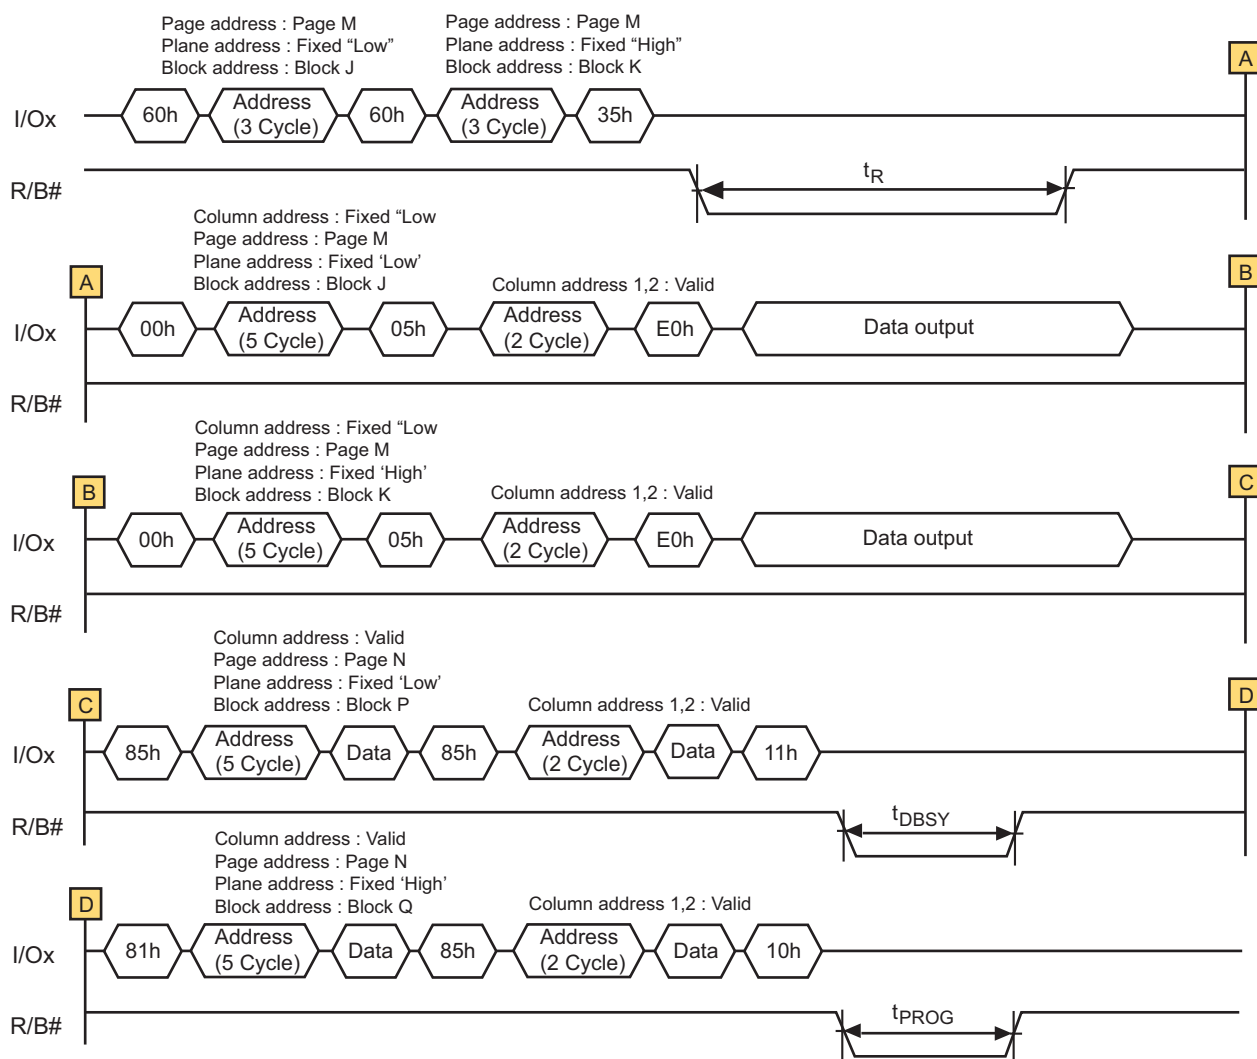 Page address : Page M
Plane address : Fixed “Low”
Block address : Block J
Page address : Page M
Plane address : Fixed “High”
Block address : Block K
A
I/Ox
60h
Address
(3 Cycle)
60h
Address
(3 Cycle)
35h
R/B#
tR
Column address : Fixed “Low
Page address : Page M
Plane address : Fixed ‘Low’
Block address : Block J
Column address 1,2 : Valid
A
B
I/Ox
00h
Address
(5 Cycle)
05h
Address
(2 Cycle)
E0h
Data output
R/B#
Column address : Fixed “Low
Page address : Page M
Plane address : Fixed ‘High’
Block address : Block K
Column address 1,2 : Valid
B
C
I/Ox
00h
Address
(5 Cycle)
05h
Address
(2 Cycle)
E0h
Data output
R/B#
Column address : Valid
Page address : Page N
Plane address : Fixed ‘Low’
Block address : Block P
Column address 1,2 : Valid
C
D
I/Ox
85h
Address
(5 Cycle)
Data
85h
Address
(2 Cycle)
Data
11h
R/B#
tDBSY
Column address : Valid
Page address : Page N
Plane address : Fixed ‘High’
Block address : Block Q
Column address 1,2 : Valid
D
I/Ox
81h
Address
(5 Cycle)
Data
85h
Address
(2 Cycle)
Data
10h
R/B#
tPROG